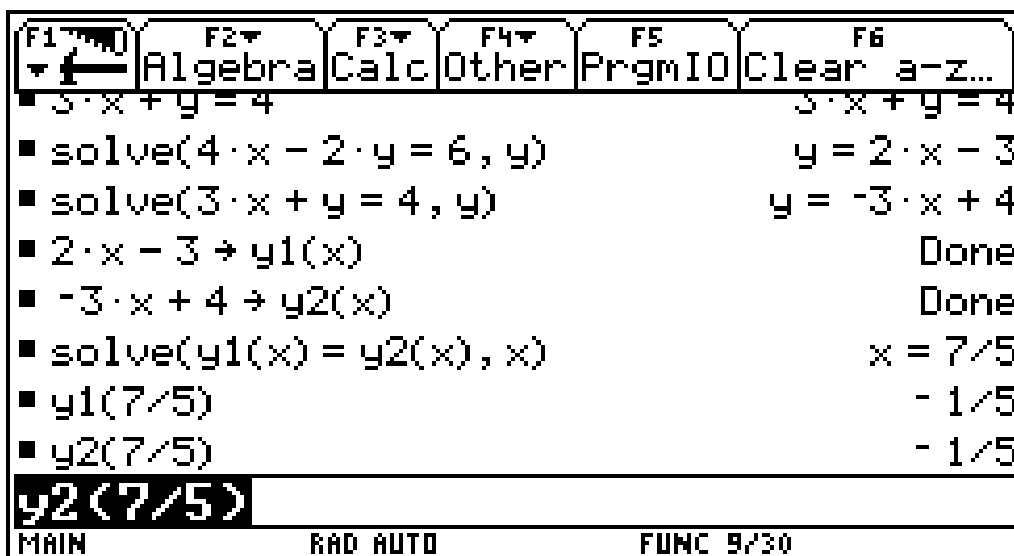 F1 F2 F3 F4 F5 F6
Algebra Calc Other PrgmIO Clear a-z…
3·x + y = 4 3·x + y = 4
solve(4·x − 2·y = 6, y) y = 2·x − 3
solve(3·x + y = 4, y) y = -3·x + 4
2·x − 3 → y1(x) Done
-3·x + 4 → y2(x) Done
solve(y1(x) = y2(x), x) x = 7/5
y1(7/5) -1/5
y2(7/5) -1/5
y2(7/5)
MAIN RAD AUTO FUNC 9/30